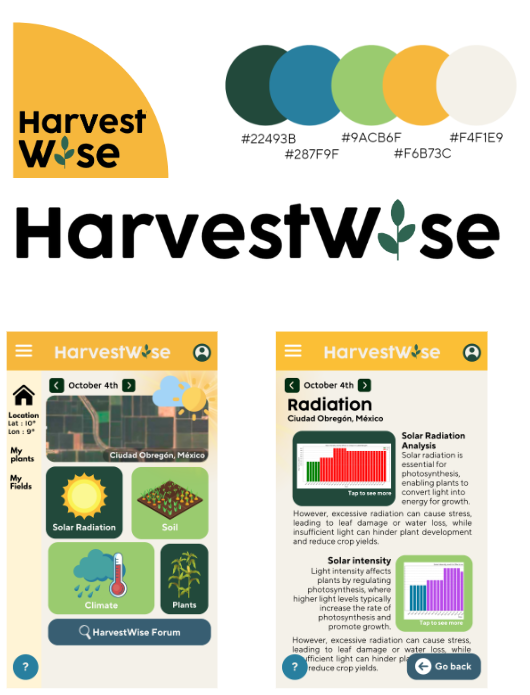 Harvest
Wise
#22493B
#287F9F
#9ACB6F
#F6B73C
#F4F1E9
HarvestWise
HarvestWise
October 4th
Location
Lat : 10°
Lon : 9°
My
plants
My
Fields
Ciudad Obregón, México
Solar Radiation
Soil
Climate
Plants
HarvestWise Forum
?
HarvestWise
October 4th
Radiation
Ciudad Obregón, México
Tap to see more
Solar Radiation
Analysis
Solar radiation is
essential for
photosynthesis,
enabling plants to
convert light into
energy for growth.
However, excessive radiation can cause stress,
leading to leaf damage or water loss, while
insufficient light can hinder plant development
and reduce crop yields.
Solar intensity
Light intensity affects
plants by regulating
photosynthesis, where
higher light levels typically
increase the rate of
photosynthesis and
promote growth.
Tap to see more
However, excessive radiation can cause stress,
leading to leaf damage or water loss, while
insufficient light can hinder
reduce crop yields.
?
Go back